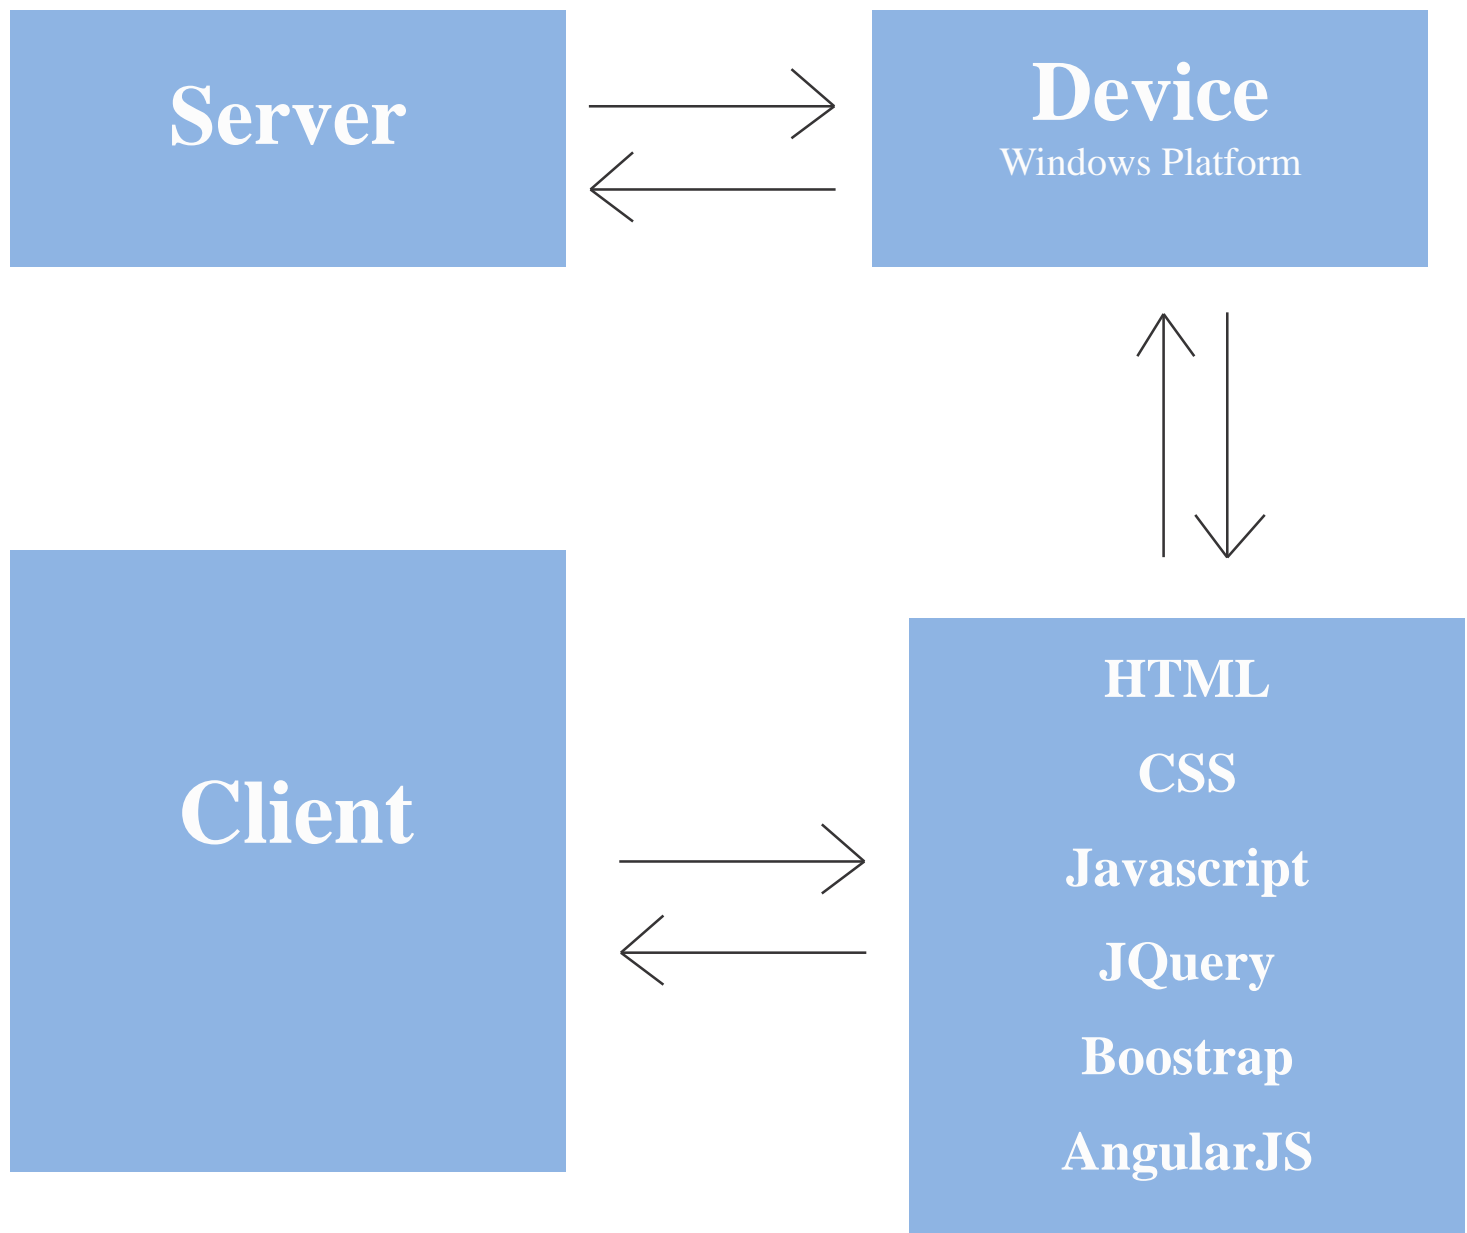 Server
Device
Windows Platform
Client
HTML
CSS
Javascript
JQuery
Boostrap
AngularJS